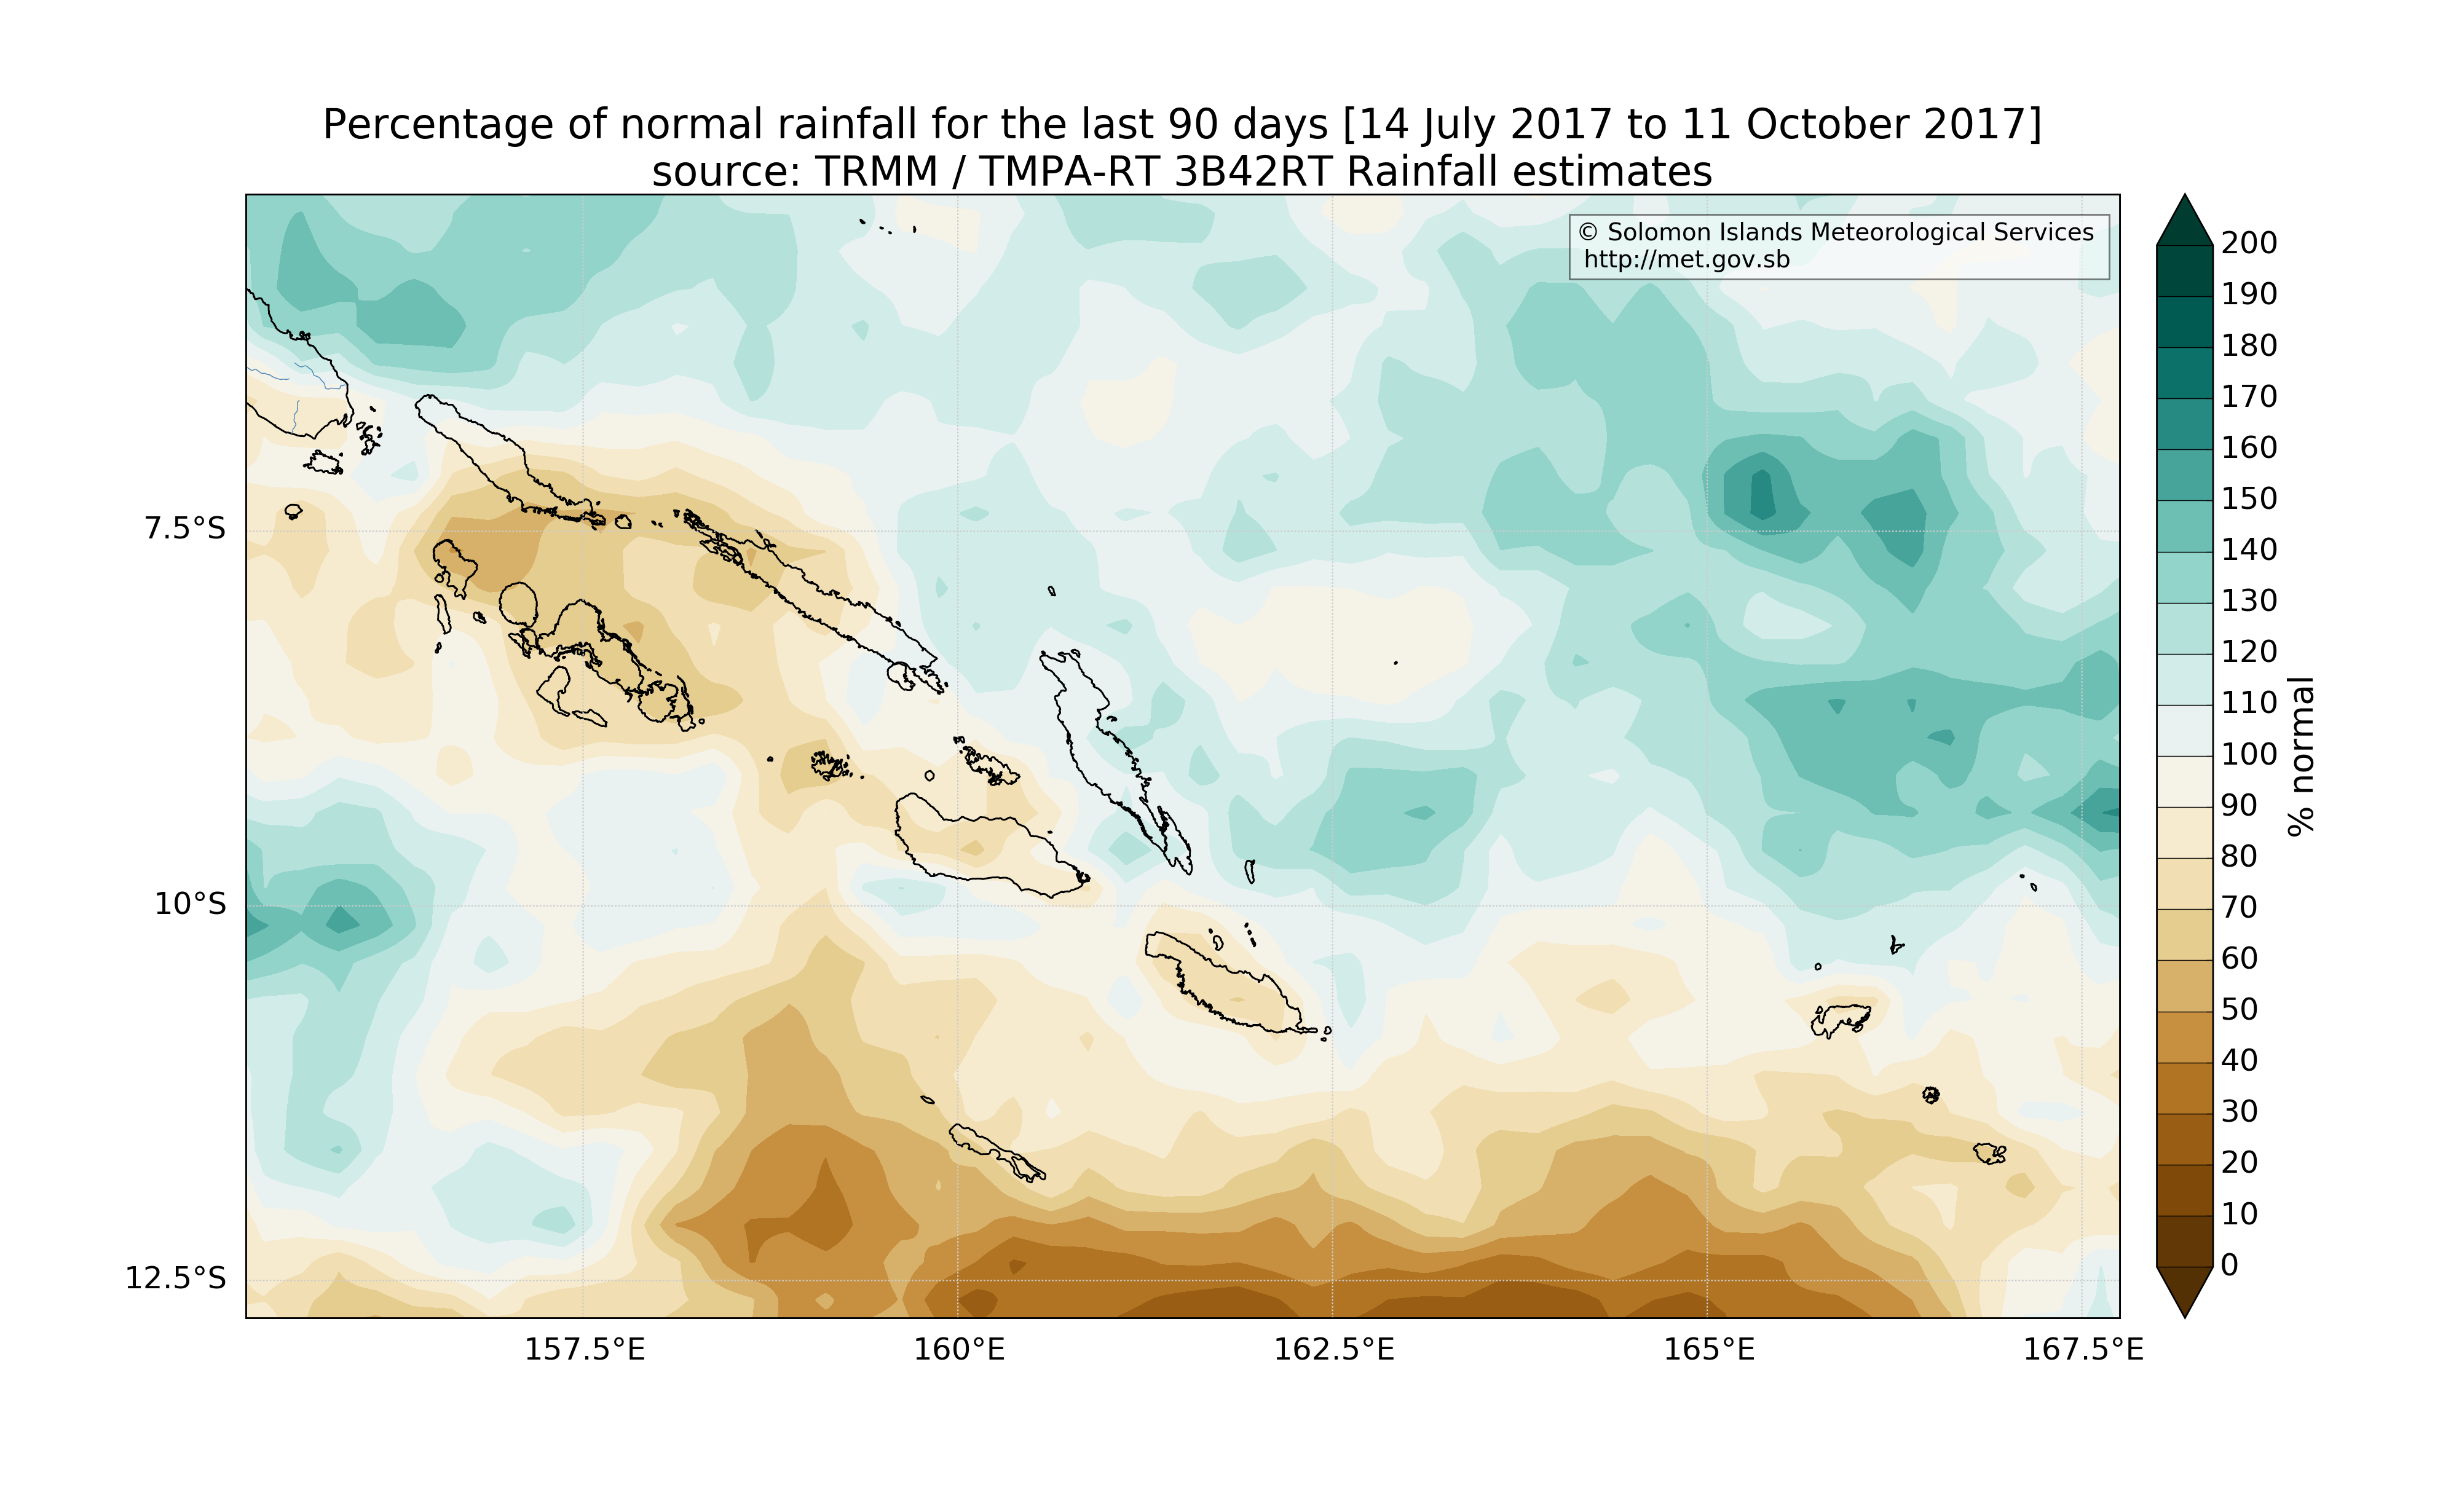 Percentage of normal rainfall for the last 90 days [14 July 2017 to 11 October 2017]
source: TRMM / TMPA-RT 3B42RT Rainfall estimates
© Solomon Islands Meteorological Services
http://met.gov.sb
7.5°S
10°S
12.5°S
157.5°E
160°E
162.5°E
165°E
167.5°E
200
190
180
170
160
150
140
130
120
110
100
90
80
70
60
50
40
30
20
10
0
% normal